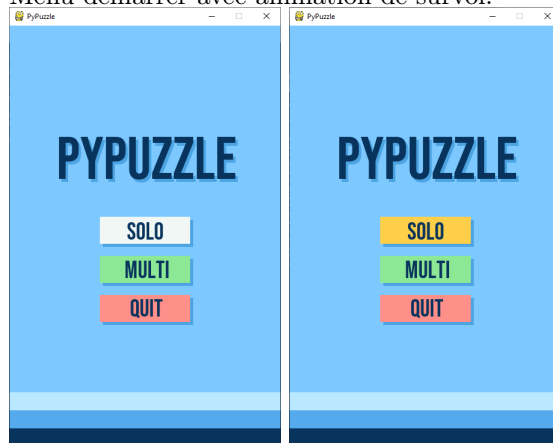 Menu démarrer avec animation de survol.
PyPuzzle
PYPUZZLE
SOLO
MULTI
QUIT
PyPuzzle
PYPUZZLE
SOLO
MULTI
QUIT